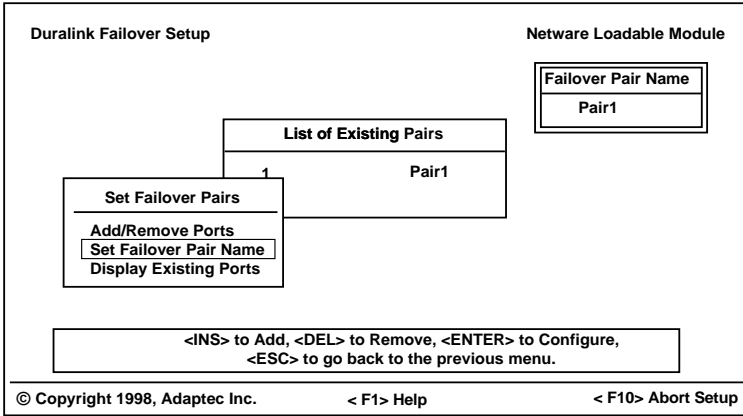 Duralink Failover Setup
Netware Loadable Module
Failover Pair Name
Pair1
List of Existing Pairs
1 Pair1
Set Failover Pairs
Add/Remove Ports
Set Failover Pair Name
Display Existing Ports
<INS> to Add, <DEL> to Remove, <ENTER> to Configure,
<ESC> to go back to the previous menu.
© Copyright 1998, Adaptec Inc.
< F1> Help
< F10> Abort Setup